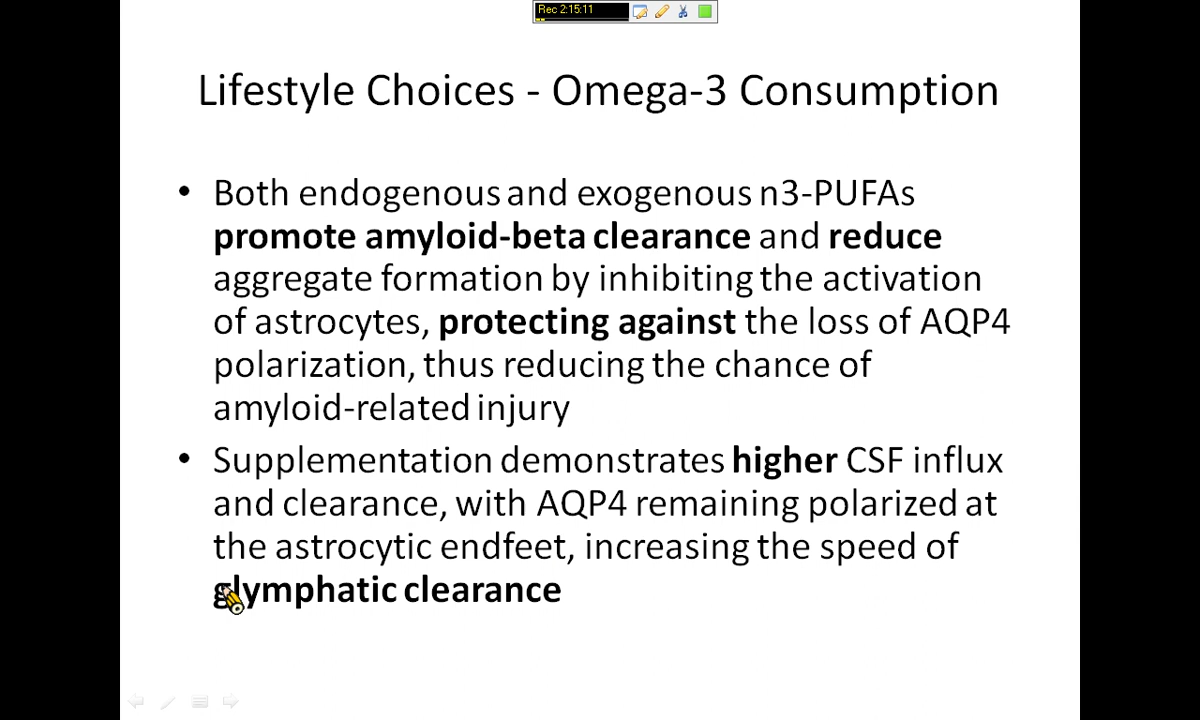 Rec 2:15:11
Lifestyle Choices - Omega-3 Consumption
• Both endogenous and exogenous n3-PUFAs
promote amyloid-beta clearance and reduce
aggregate formation by inhibiting the activation
of astrocytes, protecting against the loss of AQP4
polarization, thus reducing the chance of
amyloid-related injury
• Supplementation demonstrates higher CSF influx
and clearance, with AQP4 remaining polarized at
the astrocytic endfeet, increasing the speed of
glymphatic clearance